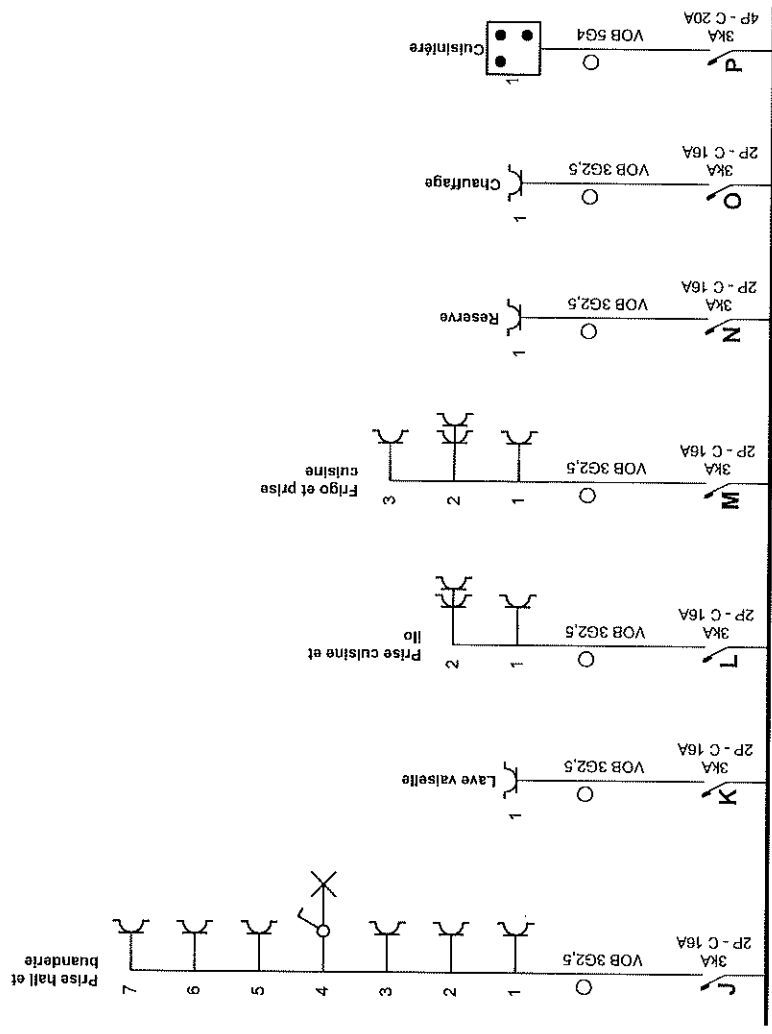 Prise hall et
buanderie
7
6
5
4
3
2
1
VOB 3G2,5
J
3kA
2P - C 16A
Lave vaiselle
1
VOB 3G2,5
K
3kA
2P - C 16A
Prise cuisine et
ilo
2
1
VOB 3G2,5
L
3kA
2P - C 16A
Frigo et prise
cuisine
3
2
1
VOB 3G2,5
M
3kA
2P - C 16A
Reserve
1
VOB 3G2,5
N
3kA
2P - C 16A
Chauffage
1
VOB 3G2,5
O
3kA
2P - C 16A
Cuisinière
1
VOB 5G4
P
3kA
4P - C 20A